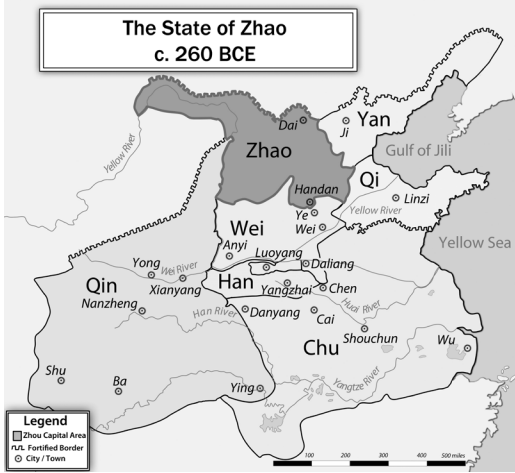 The State of Zhao
c. 260 BCE
Dai
Ji
Yan
Zhao
Gulf of Jili
Yellow River
Qi
Handan
Linzi
Ye
Yellow River
Wei
Wei
Yellow Sea
Anyi
Luoyang
Yong
Wei River
Daliang
Qin
Xianyang
Han
Yangzhai
Chen
Nanzheng
Huai River
Han River
Danyang
Cai
Shouchun
Chu
Wu
Shu
Ba
Ying
Yangtze River
Legend
Zhou Capital Area
Fortified Border
City / Town
100 200 300 400 500 miles